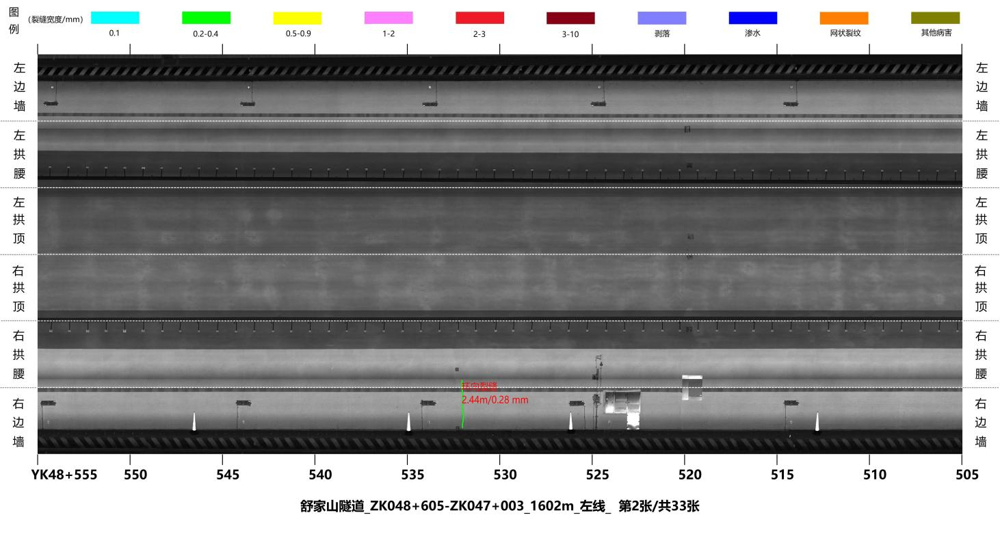 图例
(裂缝宽度/mm)
0.1
0.2-0.4
0.5-0.9
1-2
2-3
3-10
剥落
渗水
网状裂纹
其他病害
左边墙
左边墙
左拱腰
左拱腰
左拱顶
左拱顶
右拱顶
右拱顶
右拱腰
右拱腰
环向裂缝
2.44m/0.28 mm
右边墙
右边墙
YK48+555 550 545 540 535 530 525 520 515 510 505
舒家山隧道_ZK048+605-ZK047+003_1602m_左线_ 第2张/共33张